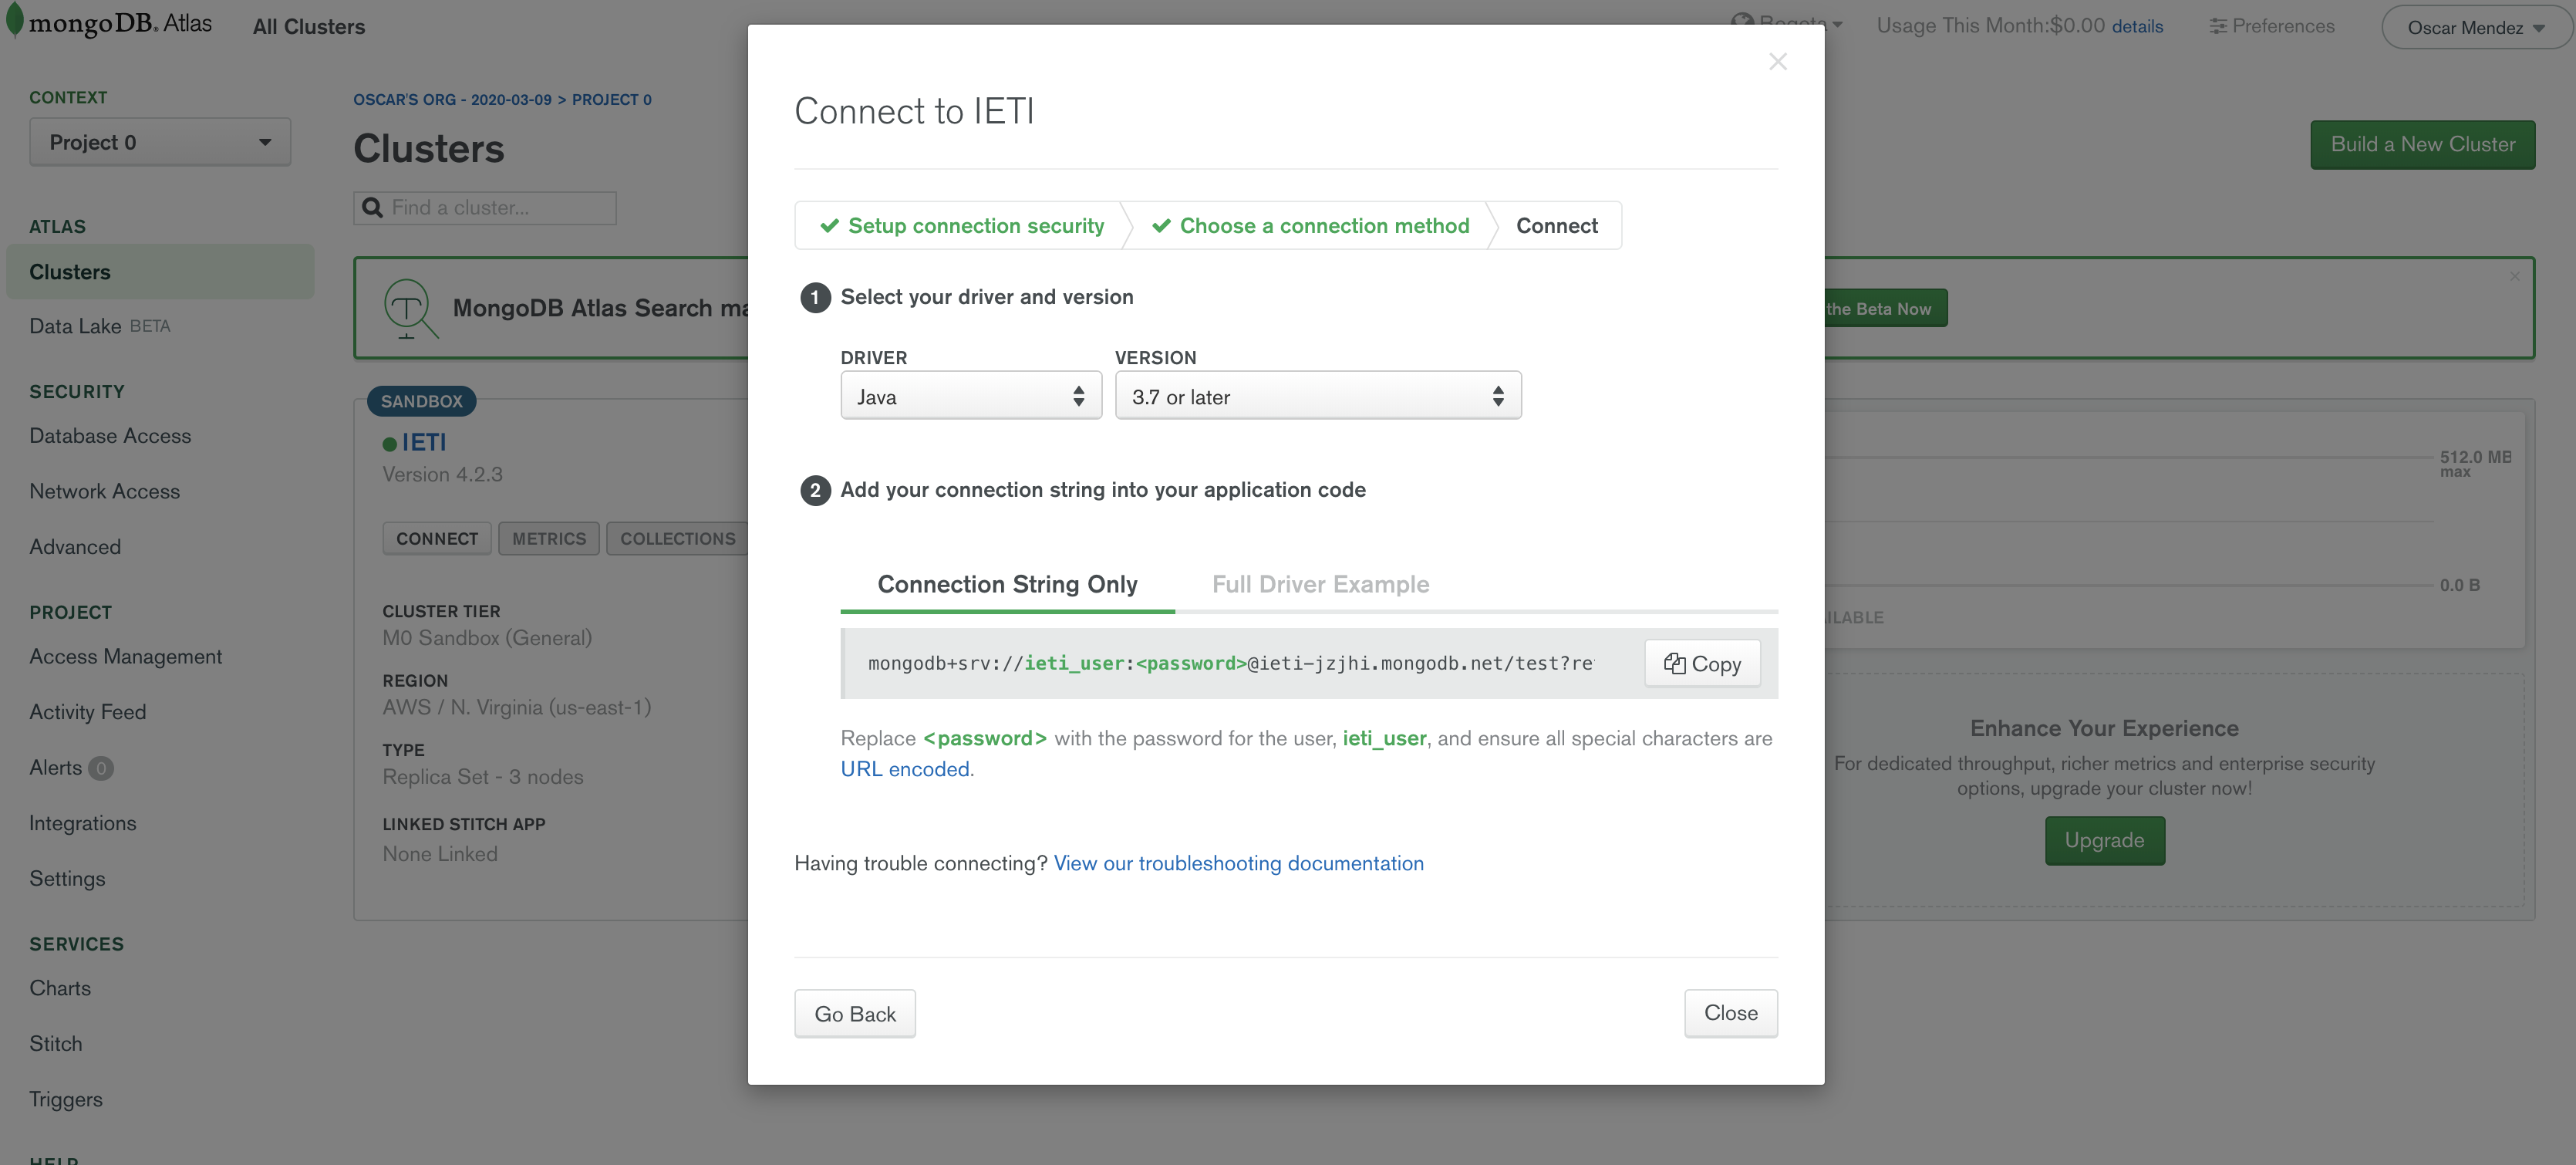 mongoDB. Atlas
All Clusters
Bogota
Usage This Month:$0.00 details
Preferences
Oscar Mendez
CONTEXT
Project 0
ATLAS
Clusters
Data Lake BETA
SECURITY
Database Access
Network Access
Advanced
PROJECT
Access Management
Activity Feed
Alerts 0
Integrations
Settings
SERVICES
Charts
Stitch
Triggers
HELP
OSCAR'S ORG - 2020-03-09 > PROJECT 0
Clusters
Find a cluster...
Build a New Cluster
MongoDB Atlas Search ma
the Beta Now
SANDBOX
IETI
Version 4.2.3
CONNECT METRICS COLLECTIONS
CLUSTER TIER
M0 Sandbox (General)
REGION
AWS / N. Virginia (us-east-1)
TYPE
Replica Set - 3 nodes
LINKED STITCH APP
None Linked
Connect to IETI
Setup connection security
Choose a connection method
Connect
1 Select your driver and version
DRIVER VERSION
Java 3.7 or later
2 Add your connection string into your application code
Connection String Only Full Driver Example
mongodb+srv://ieti_user:<password>@ieti-jzjhi.mongodb.net/test?re
Copy
Replace <password> with the password for the user, ieti_user, and ensure all special characters are
URL encoded.
Having trouble connecting? View our troubleshooting documentation
Go Back
Close
512.0 MB
max
0.0 B
ILABLE
Enhance Your Experience
For dedicated throughput, richer metrics and enterprise security
options, upgrade your cluster now!
Upgrade